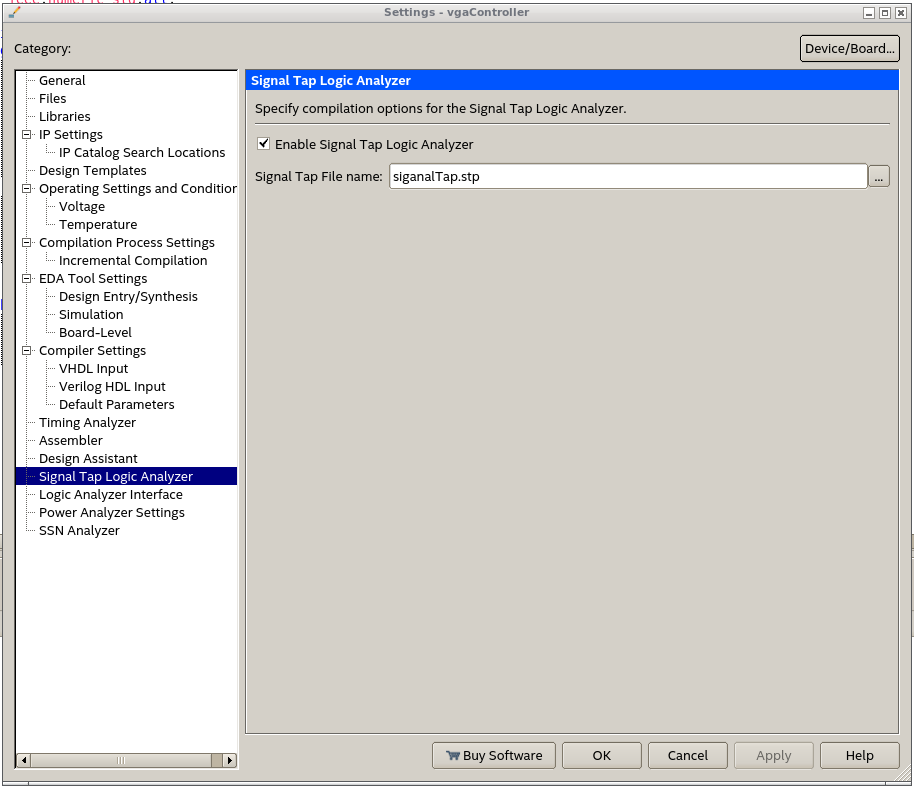 Settings - vgaController
Category:
Device/Board...
General
Files
Libraries
IP Settings
IP Catalog Search Locations
Design Templates
Operating Settings and Condition
Voltage
Temperature
Compilation Process Settings
Incremental Compilation
EDA Tool Settings
Design Entry/Synthesis
Simulation
Board-Level
Compiler Settings
VHDL Input
Verilog HDL Input
Default Parameters
Timing Analyzer
Assembler
Design Assistant
Signal Tap Logic Analyzer
Logic Analyzer Interface
Power Analyzer Settings
SSN Analyzer
Signal Tap Logic Analyzer
Specify compilation options for the Signal Tap Logic Analyzer.
Enable Signal Tap Logic Analyzer
Signal Tap File name: siganalTap.stp ...
Buy Software OK Cancel Apply Help